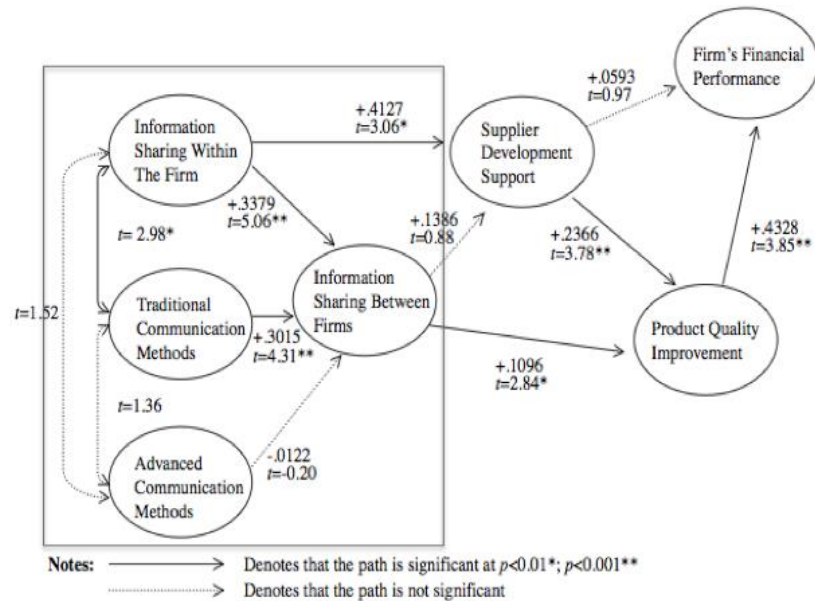 Firm's Financial
Performance
+.0593
t=0.97
+.4127
t=3.06*
Information
Sharing Within
The Firm
Supplier
Development
Support
+.3379
t=5.06**
+.1386
t=0.88
+.2366
t=3.78**
+.4328
t=3.85**
t= 2.98*
Information
Sharing Between
Firms
t=1.52
Traditional
Communication
Methods
+.3015
t=4.31**
Product Quality
Improvement
+.1096
t=2.84*
t=1.36
-.0122
t=-0.20
Advanced
Communication
Methods
Notes: Denotes that the path is significant at p<0.01*; p<0.001**
Denotes that the path is not significant